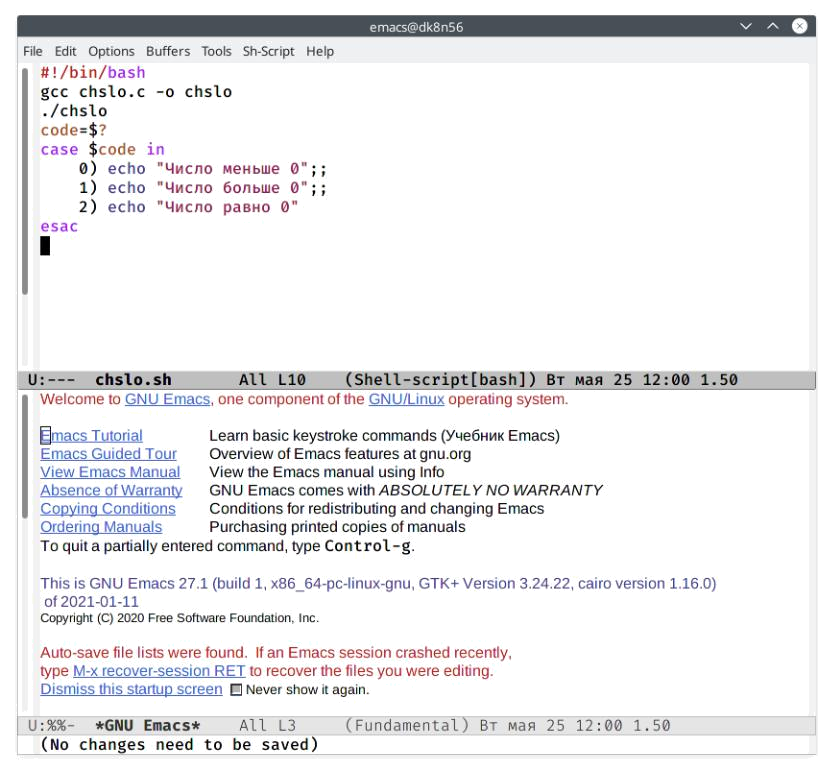 emacs@dk8n56
File Edit Options Buffers Tools Sh-Script Help
#!/bin/bash
gcc chslo.c -o chslo
./chslo
code=$?
case $code in
    0) echo "Число меньше 0";;
    1) echo "Число больше 0";;
    2) echo "Число равно 0"
esac
U:---  chslo.sh       All L10    (Shell-script[bash]) Вт мая 25 12:00 1.50
Welcome to GNU Emacs, one component of the GNU/Linux operating system.
Emacs Tutorial Learn basic keystroke commands (Учебник Emacs)
Emacs Guided Tour Overview of Emacs features at gnu.org
View Emacs Manual View the Emacs manual using Info
Absence of Warranty GNU Emacs comes with ABSOLUTELY NO WARRANTY
Copying Conditions Conditions for redistributing and changing Emacs
Ordering Manuals Purchasing printed copies of manuals
To quit a partially entered command, type Control-g.
This is GNU Emacs 27.1 (build 1, x86_64-pc-linux-gnu, GTK+ Version 3.24.22, cairo version 1.16.0)
 of 2021-01-11
Copyright (C) 2020 Free Software Foundation, Inc.
Auto-save file lists were found.  If an Emacs session crashed recently,
type M-x recover-session RET to recover the files you were editing.
Dismiss this startup screen Never show it again.
U:%%-  *GNU Emacs*    All L3     (Fundamental) Вт мая 25 12:00 1.50
(No changes need to be saved)